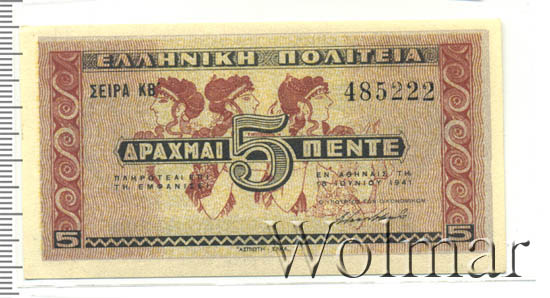 ΕΛΛΗΝΙΚΗ ΠΟΛΙΤΕΙΑ
ΣΕΙΡΑ ΚΒ 485222
ΔΡΑΧΜΑΙ 5 ΠΕΝΤΕ
ΠΛΗΡΩΤΕΑΙ ΕΠΙ
ΤΗ ΕΜΦΑΝΙΣΕΙ
ΕΝ ΑΘΗΝΑΙΣ ΤΗ
18 ΙΟΥΝΙΟΥ 1941
5 5
Wolmar